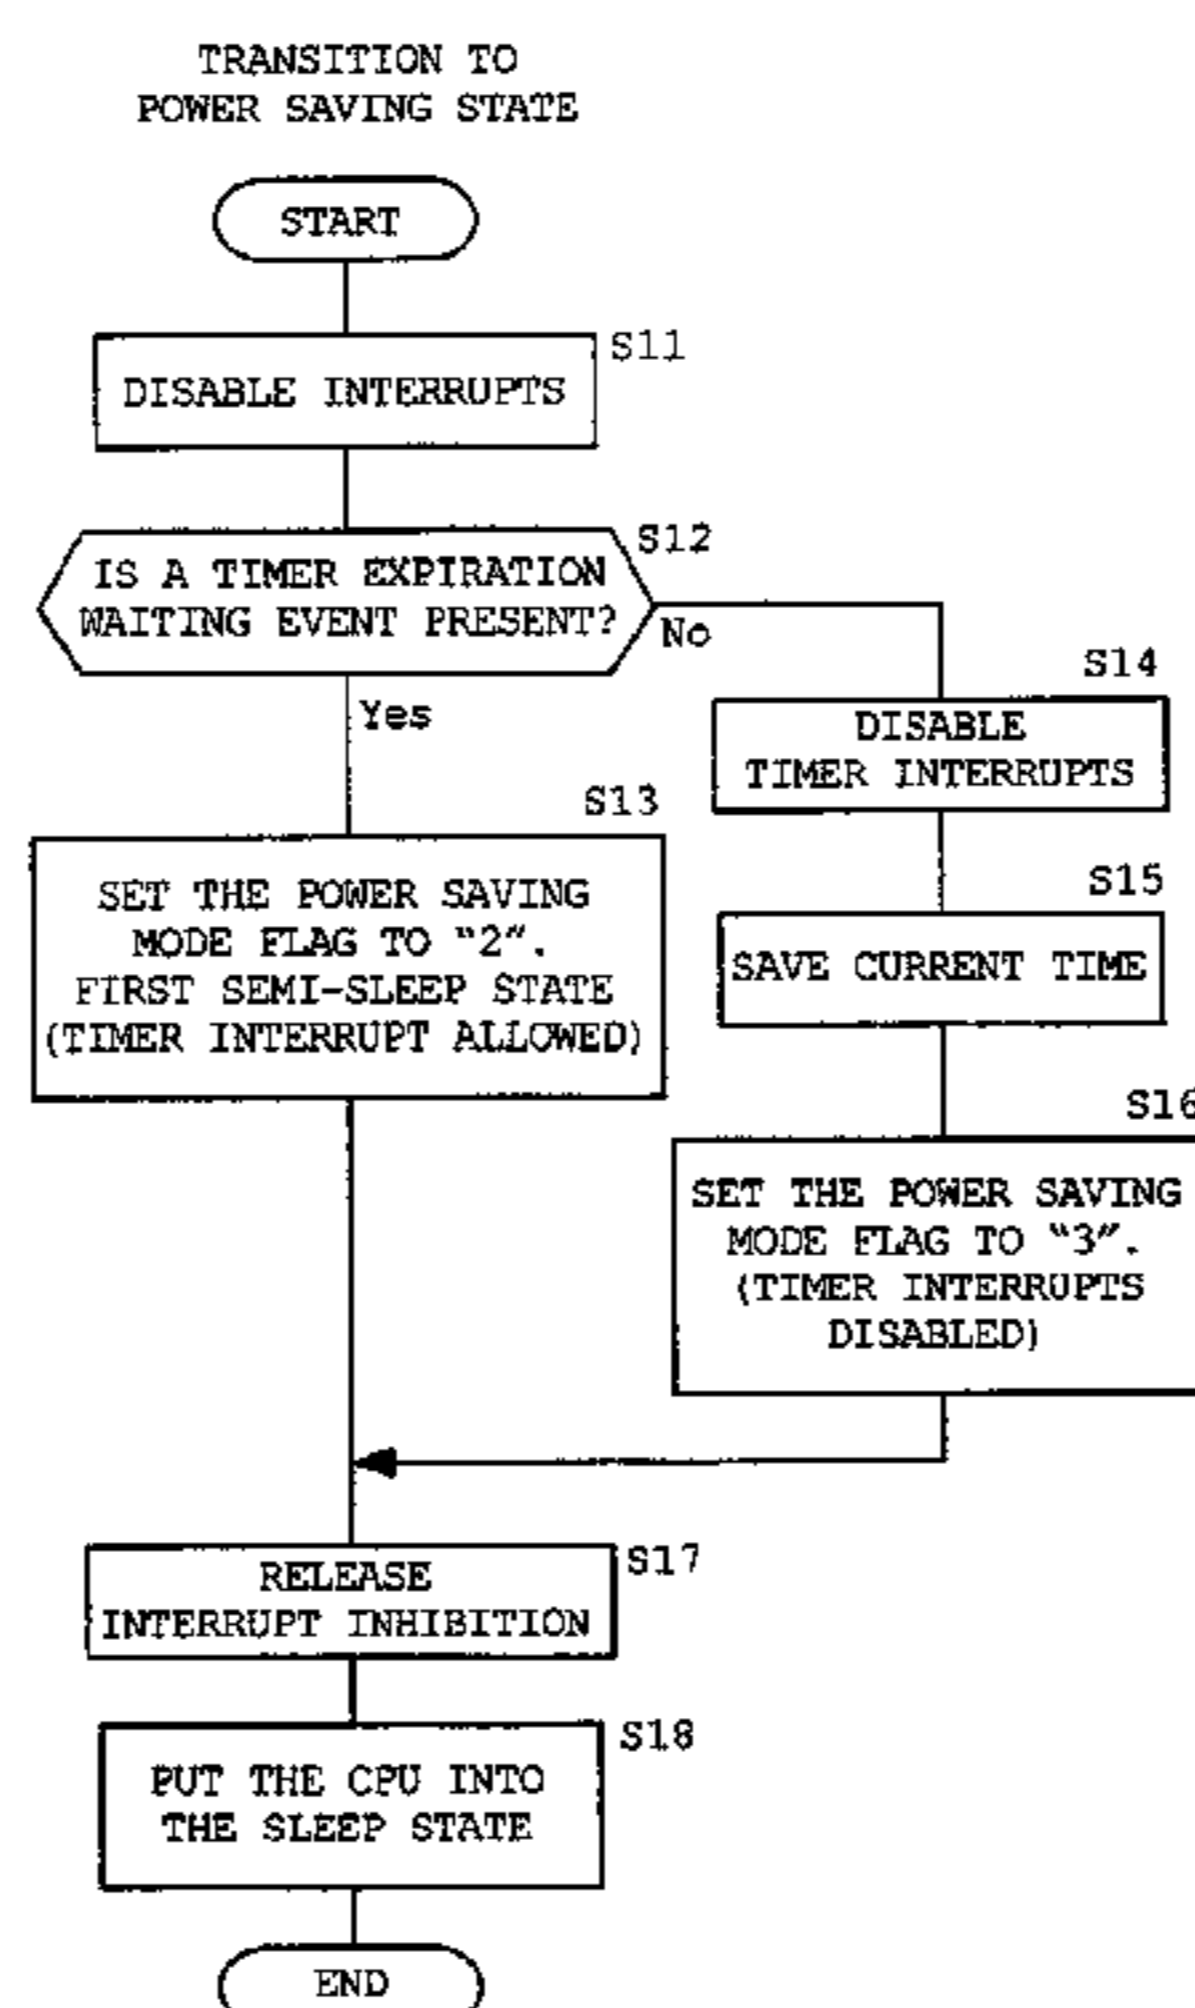 TRANSITION TO
POWER SAVING STATE
START
S11
DISABLE INTERRUPTS
S12
IS A TIMER EXPIRATION
WAITING EVENT PRESENT?
No
Yes
S14
DISABLE
TIMER INTERRUPTS
S13
SET THE POWER SAVING
MODE FLAG TO “2”.
FIRST SEMI-SLEEP STATE
(TIMER INTERRUPT ALLOWED)
S15
SAVE CURRENT TIME
S16
SET THE POWER SAVING
MODE FLAG TO “3”.
(TIMER INTERRUPTS
DISABLED)
S17
RELEASE
INTERRUPT INHIBITION
S18
PUT THE CPU INTO
THE SLEEP STATE
END